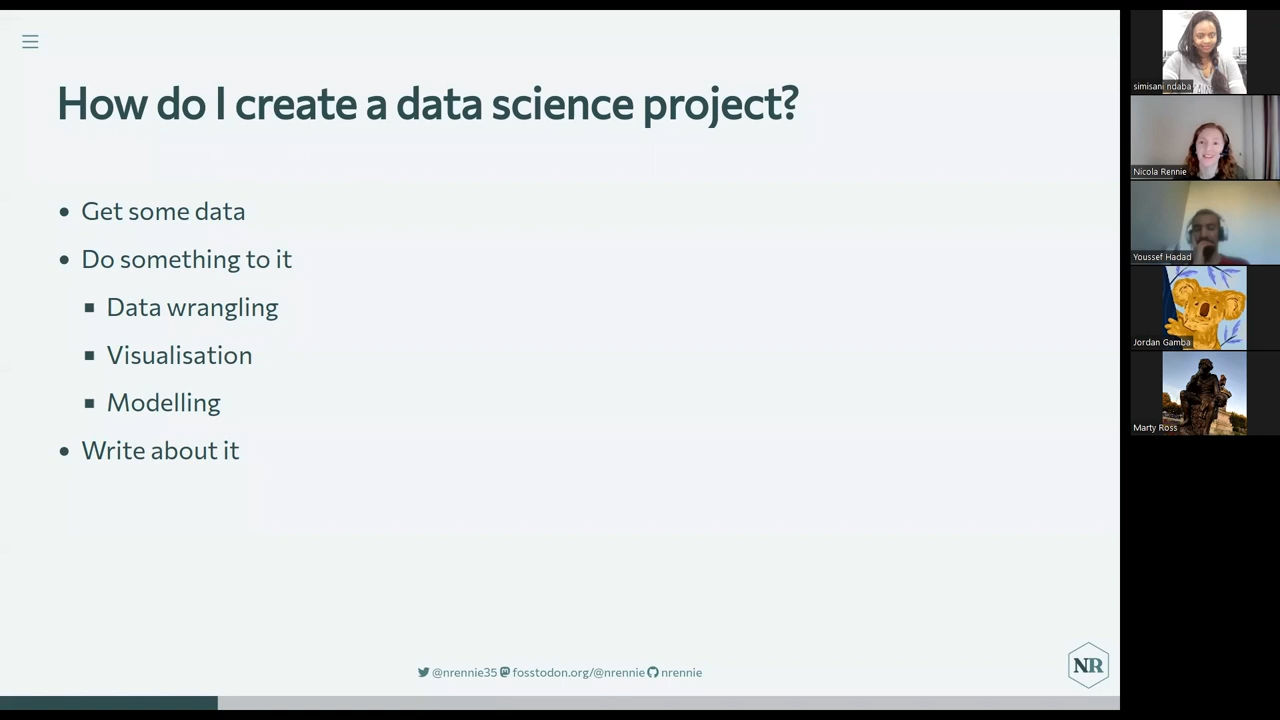 How do I create a data science project?
• Get some data
• Do something to it
▪ Data wrangling
▪ Visualisation
▪ Modelling
• Write about it
@nrennie35 fosstodon.org/@nrennie nrennie
NR
simisani ndaba
Nicola Rennie
Youssef Hadad
Jordan Gamba
Marty Ross